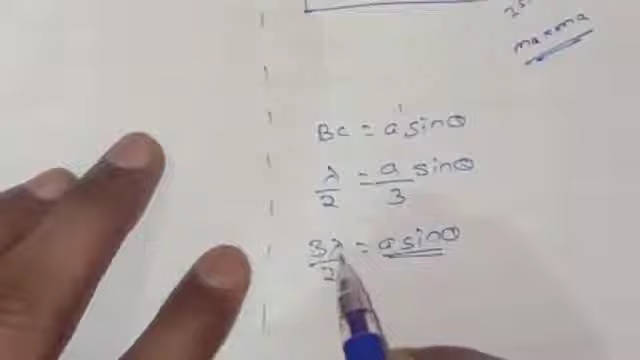 maxima
BC = a sinθ
λ/2 = a/3 sinθ
3λ/2 = a sinθ